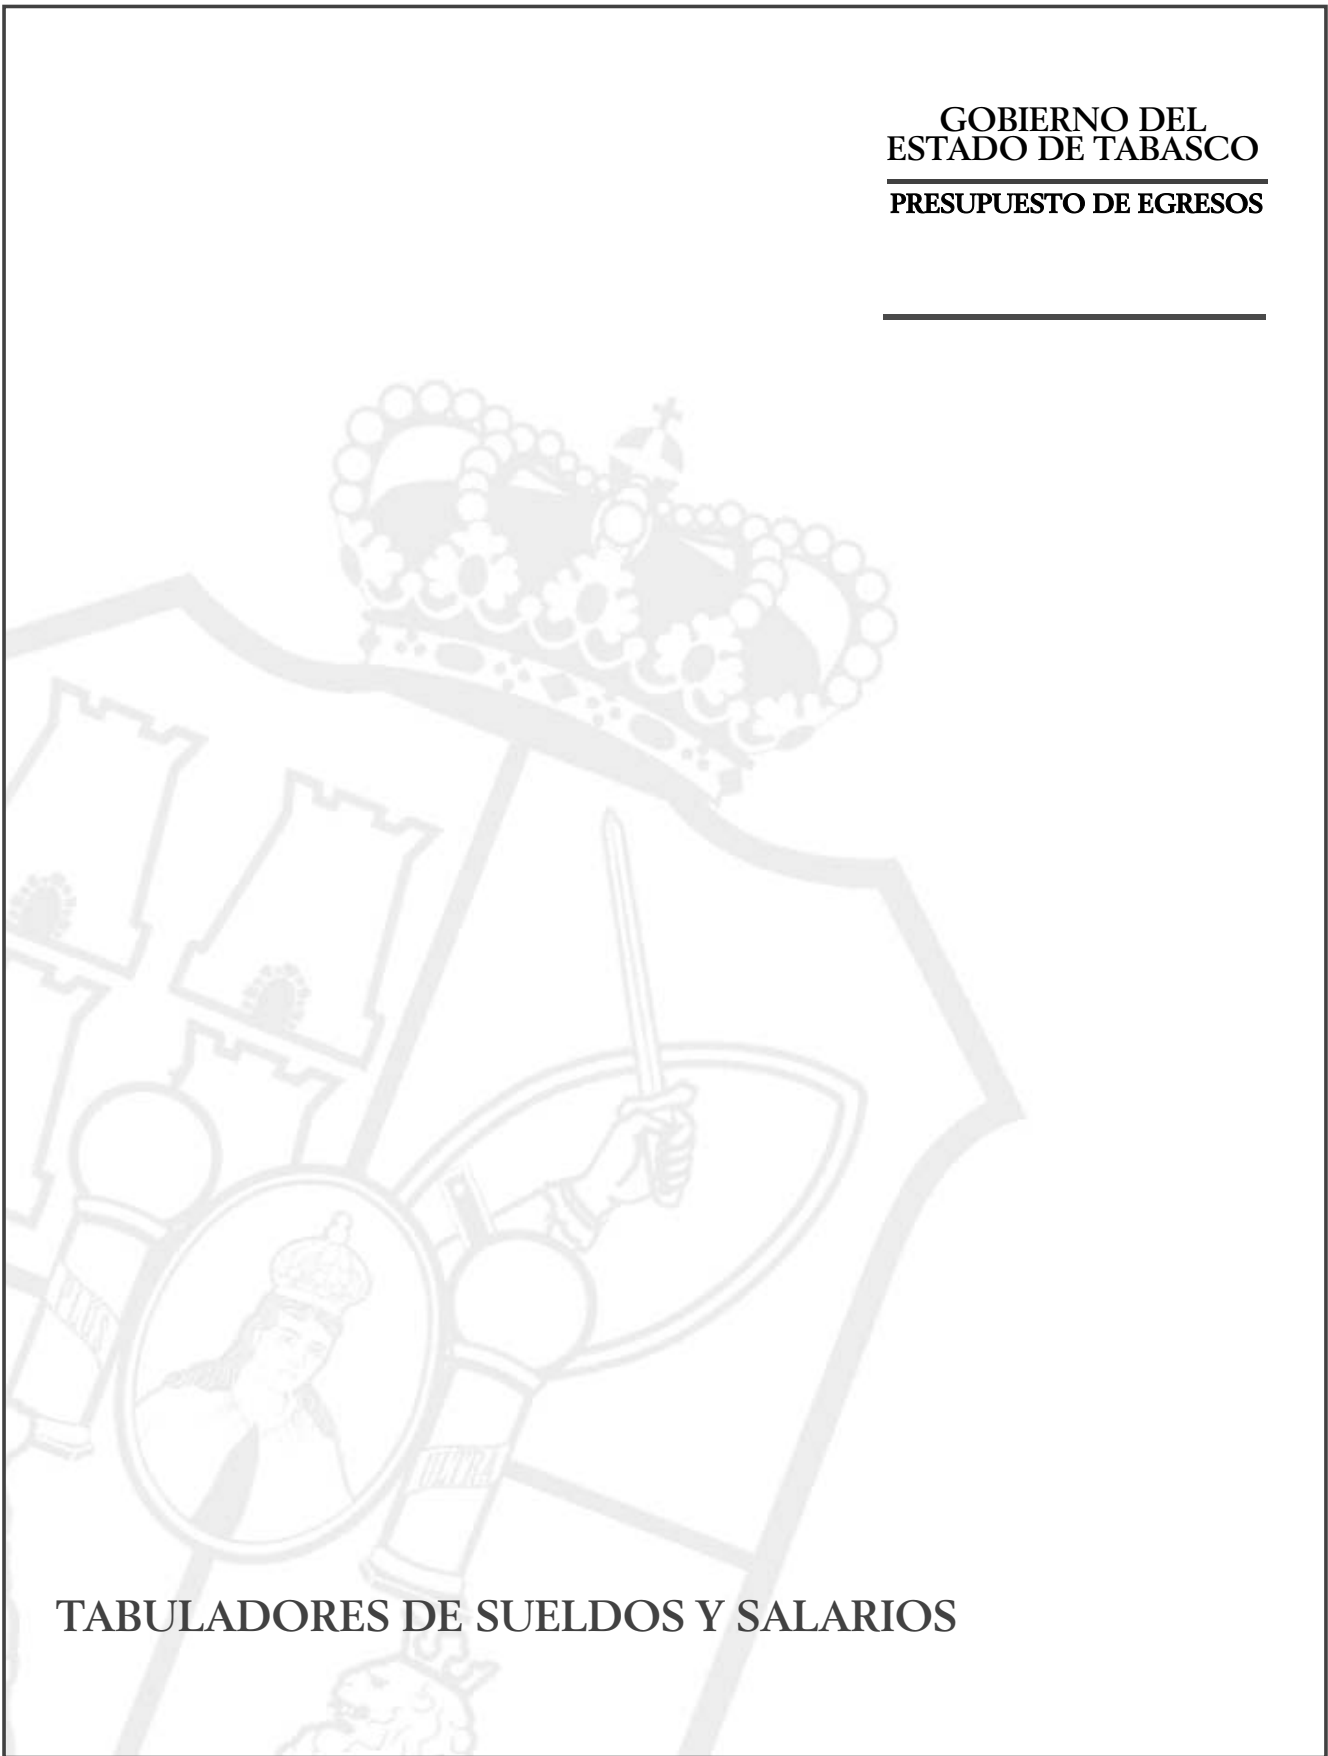 GOBIERNO DEL
ESTADO DE TABASCO
PRESUPUESTO DE EGRESOS
TABULADORES DE SUELDOS Y SALARIOS